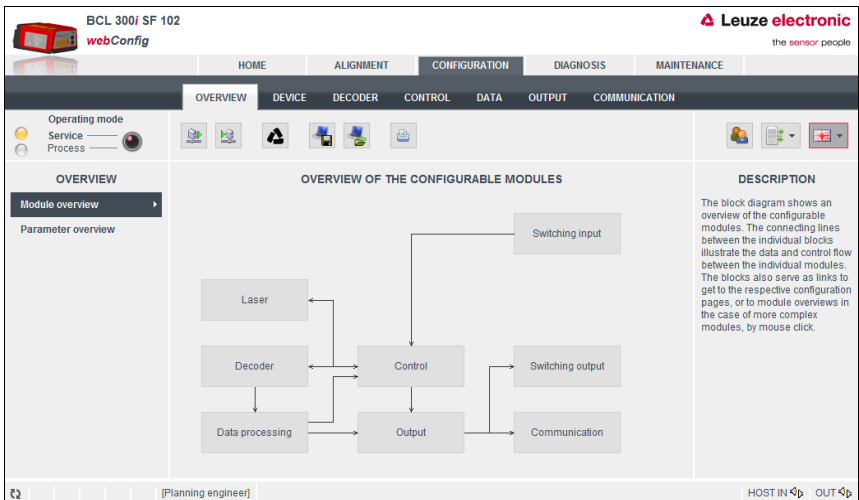 BCL 300i SF 102
webConfig
Leuze electronic
the sensor people
HOME ALIGNMENT CONFIGURATION DIAGNOSIS MAINTENANCE
OVERVIEW DEVICE DECODER CONTROL DATA OUTPUT COMMUNICATION
Operating mode
Service
Process
OVERVIEW
Module overview
Parameter overview
OVERVIEW OF THE CONFIGURABLE MODULES
Switching input
Laser
Decoder
Control
Switching output
Data processing
Output
Communication
DESCRIPTION
The block diagram shows an
overview of the configurable
modules. The connecting lines
between the individual blocks
illustrate the data and control flow
between the individual modules.
The blocks also serve as links to
get to the respective configuration
pages, or to module overviews in
the case of more complex
modules, by mouse click.
[Planning engineer]
HOST IN OUT